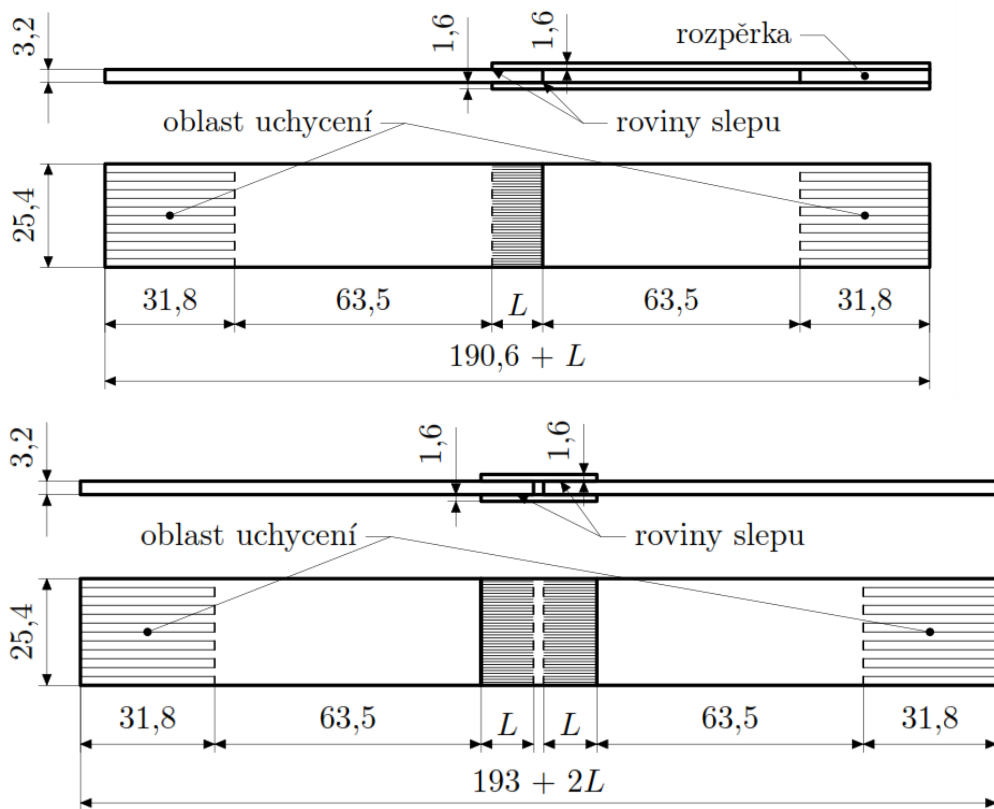 3,2
1,6
1,6
rozpěrka
oblast uchycení
roviny slepu
25,4
31,8
63,5
L
63,5
31,8
190,6 + L
3,2
1,6
1,6
oblast uchycení
roviny slepu
25,4
31,8
63,5
L
L
63,5
31,8
193 + 2L